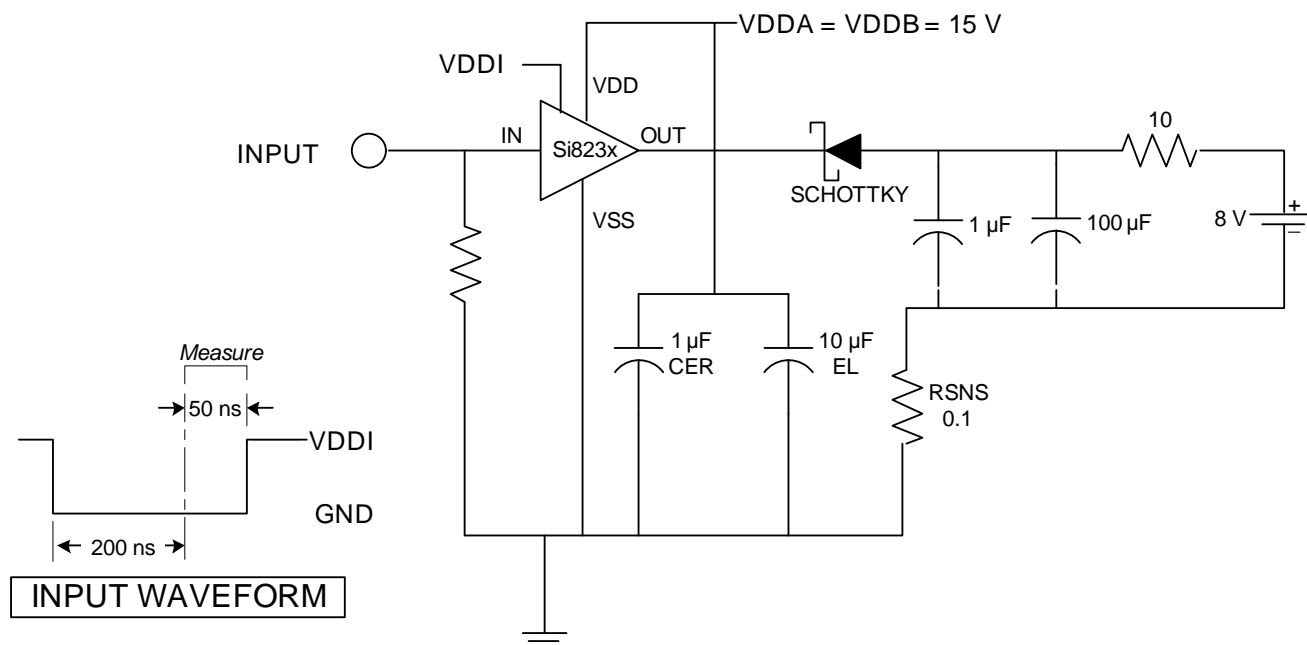 VDDA = VDDB = 15 V
VDDI
VDD
10
INPUT
IN
Si823x
OUT
SCHOTTKY
VSS
1 µF
100 µF
8 V
+
–
1 µF
CER
10 µF
EL
RSNS
0.1
Measure
50 ns
VDDI
GND
200 ns
INPUT WAVEFORM